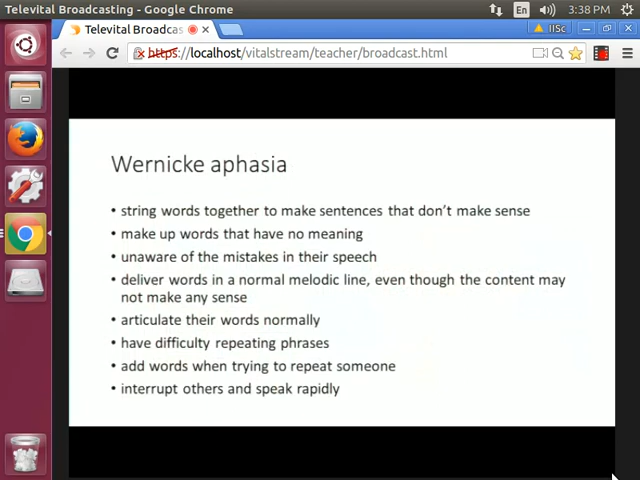 Televital Broadcasting - Google Chrome
En
3:38 PM
Televital Broadcas
IISc
https://localhost/vitalstream/teacher/broadcast.html
Wernicke aphasia
• string words together to make sentences that don't make sense
• make up words that have no meaning
• unaware of the mistakes in their speech
• deliver words in a normal melodic line, even though the content may
not make any sense
• articulate their words normally
• have difficulty repeating phrases
• add words when trying to repeat someone
• interrupt others and speak rapidly